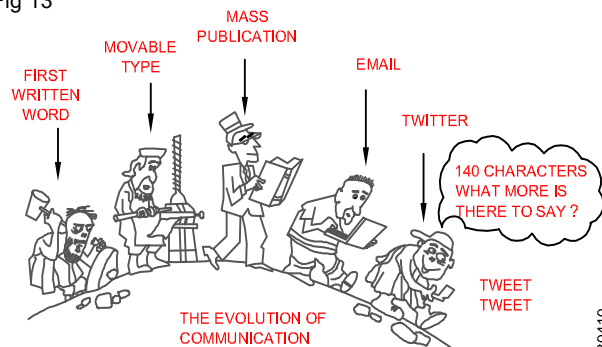 Fig 13
MASS
PUBLICATION
MOVABLE
TYPE
EMAIL
FIRST
WRITTEN
WORD
TWITTER
140 CHARACTERS
WHAT MORE IS
THERE TO SAY ?
TWEET
TWEET
THE EVOLUTION OF
COMMUNICATION